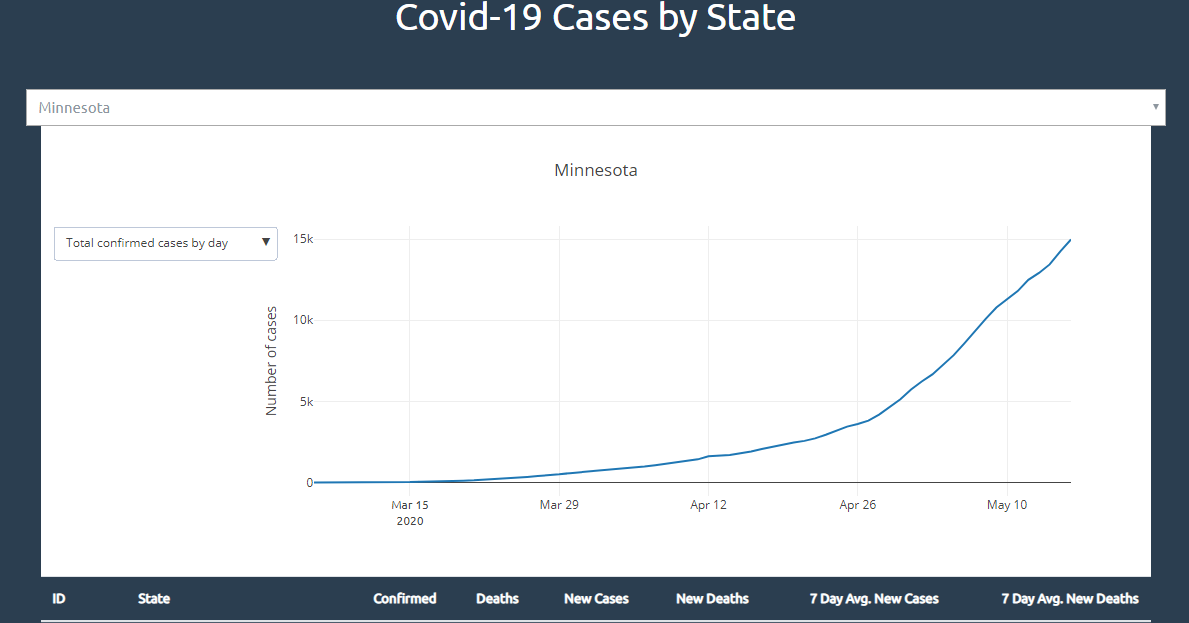 Covid-19 Cases by State
Minnesota
Minnesota
Total confirmed cases by day
15k
10k
5k
0
Number of cases
Mar 15 Mar 29 Apr 12 Apr 26 May 10
2020
ID State Confirmed Deaths New Cases New Deaths 7 Day Avg. New Cases 7 Day Avg. New Deaths